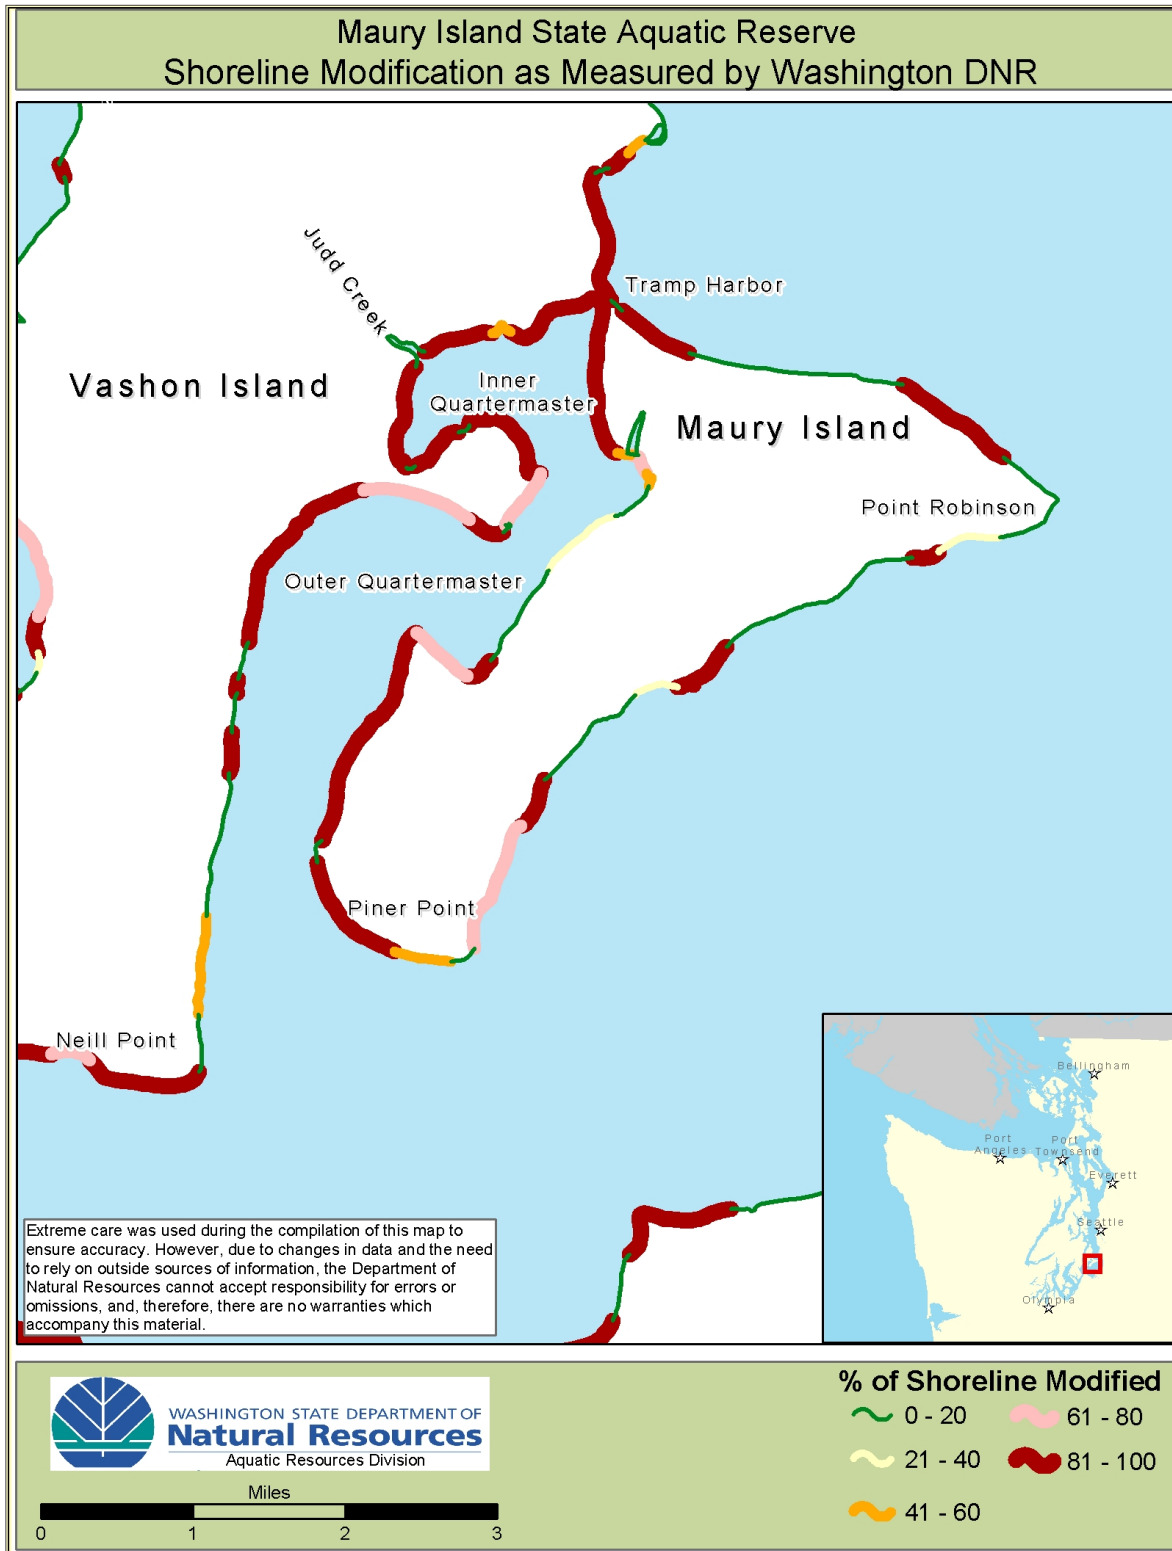 Maury Island State Aquatic Reserve
Shoreline Modification as Measured by Washington DNR
Judd Creek
Tramp Harbor
Vashon Island
Inner
Quartermaster
Maury Island
Point Robinson
Outer Quartermaster
Piner Point
Neill Point
Bellingham
Port
Angeles
Port
Townsend
Everett
Seattle
Olympia
Extreme care was used during the compilation of this map to
ensure accuracy. However, due to changes in data and the need
to rely on outside sources of information, the Department of
Natural Resources cannot accept responsibility for errors or
omissions, and, therefore, there are no warranties which
accompany this material.
WASHINGTON STATE DEPARTMENT OF
Natural Resources
Aquatic Resources Division
Miles
0 1 2 3
% of Shoreline Modified
0 - 20
21 - 40
41 - 60
61 - 80
81 - 100